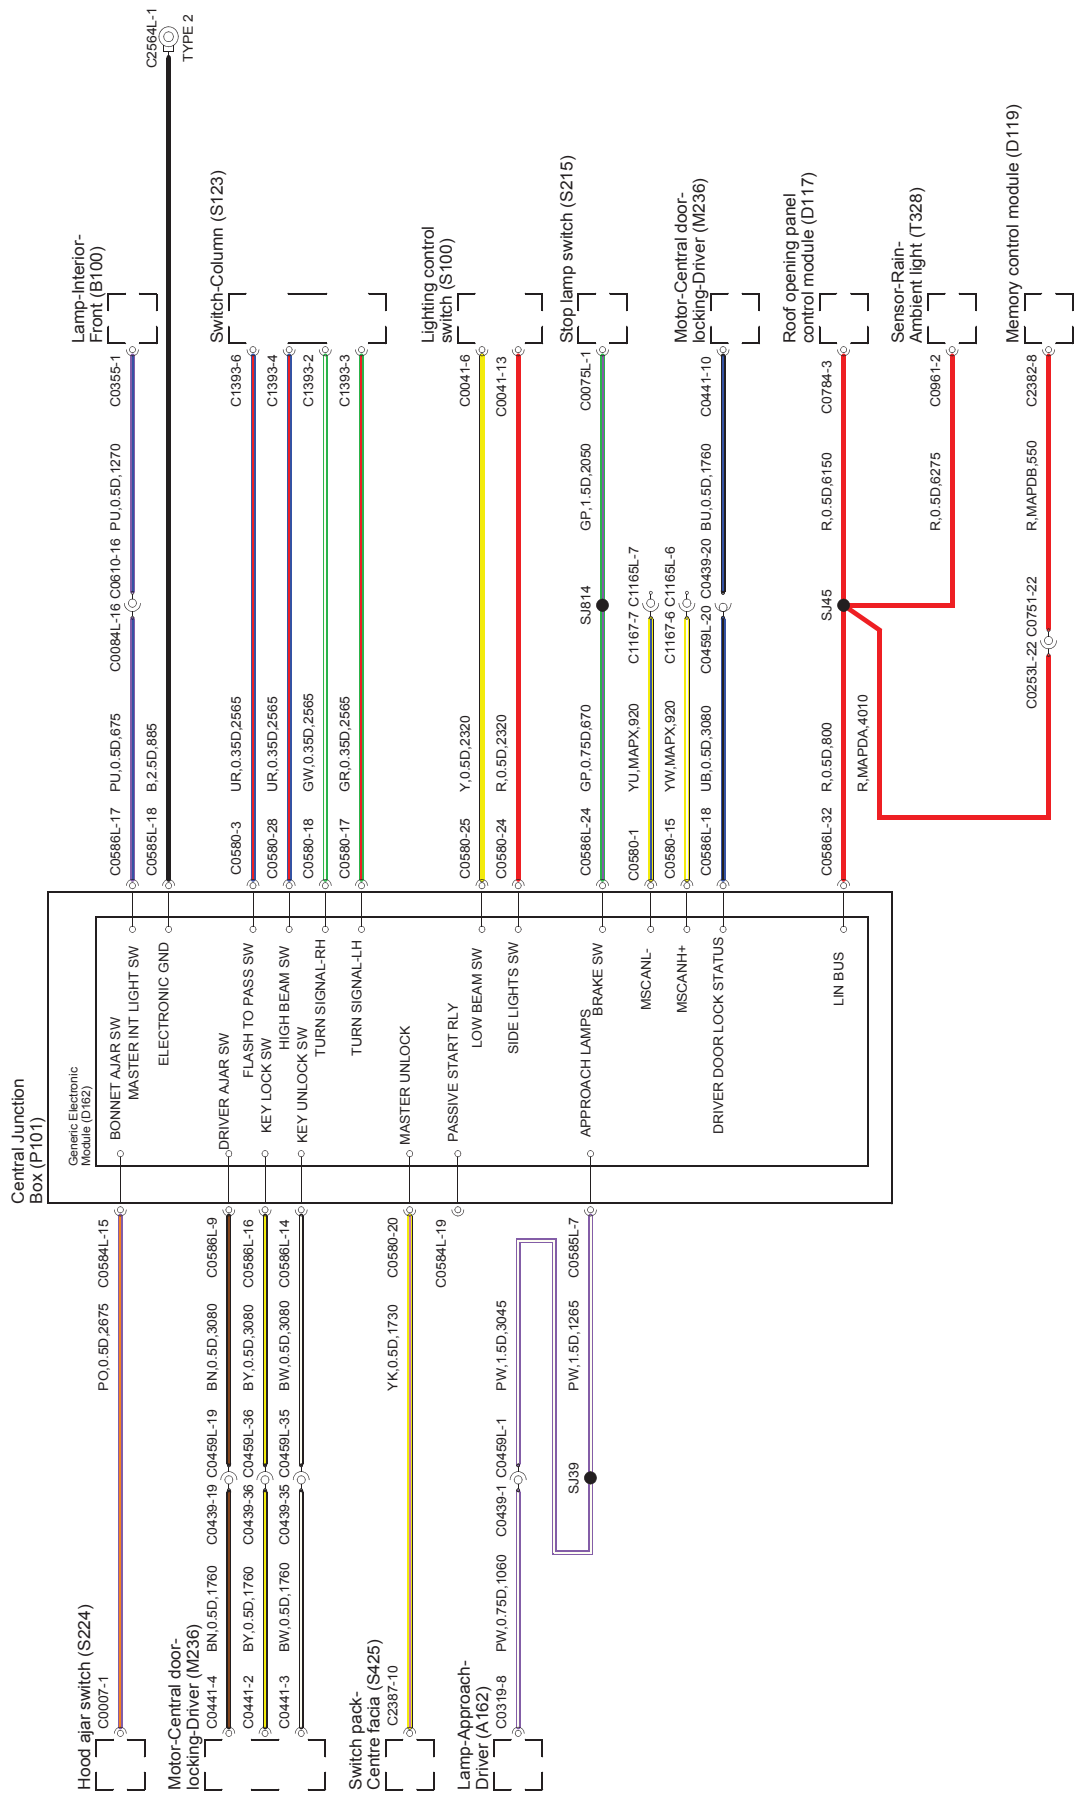 Central Junction
Box (P101)
Generic Electronic
Module (D162)
Hood ajar switch (S224)
C0007-1
PO,0.5D,2675
C0584L-15
BONNET AJAR SW
Motor-Central door-
locking-Driver (M236)
C0441-4
BN,0.5D,1760
C0439-19
C0459L-19
BN,0.5D,3080
C0586L-9
DRIVER AJAR SW
C0441-2
BY,0.5D,1760
C0439-36
C0459L-36
BY,0.5D,3080
C0586L-16
KEY LOCK SW
C0441-3
BW,0.5D,1760
C0439-35
C0459L-35
BW,0.5D,3080
C0586L-14
KEY UNLOCK SW
Switch pack-
Centre facia (S425)
C2387-10
YK,0.5D,1730
C0580-20
MASTER UNLOCK
C0584L-19
PASSIVE START RLY
Lamp-Approach-
Driver (A162)
C0319-8
PW,0.75D,1060
C0439-1
C0459L-1
PW,1.5D,3045
SJ39
PW,1.5D,1265
C0585L-7
APPROACH LAMPS
MASTER INT LIGHT SW
C0586L-17
PU,0.5D,675
C0084L-16
C0610-16
PU,0.5D,1270
C0355-1
Lamp-Interior-
Front (B100)
ELECTRONIC GND
C0585L-18
B,2.5D,885
C2564L-1
TYPE 2
FLASH TO PASS SW
C0580-3
UR,0.35D,2565
C1393-6
Switch-Column (S123)
HIGH BEAM SW
C0580-28
UR,0.35D,2565
C1393-4
TURN SIGNAL-RH
C0580-18
GW,0.35D,2565
C1393-2
TURN SIGNAL-LH
C0580-17
GR,0.35D,2565
C1393-3
LOW BEAM SW
C0580-25
Y,0.5D,2320
C0041-6
Lighting control
switch (S100)
SIDE LIGHTS SW
C0580-24
R,0.5D,2320
C0041-13
BRAKE SW
C0586L-24
GP,0.75D,670
SJ814
GP,1.5D,2050
C0075L-1
Stop lamp switch (S215)
MSCANL-
C0580-1
YU,MAPX,920
C1167-7
C1165L-7
MSCANH+
C0580-15
YW,MAPX,920
C1167-6
C1165L-6
DRIVER DOOR LOCK STATUS
C0586L-18
UB,0.5D,3080
C0459L-20
C0439-20
BU,0.5D,1760
C0441-10
Motor-Central door-
locking-Driver (M236)
LIN BUS
C0586L-32
R,0.5D,800
SJ45
R,0.5D,6150
C0784-3
Roof opening panel
control module (D117)
R,0.5D,6275
C0961-2
Sensor-Rain-
Ambient light (T328)
R,MAPDA,4010
C0253L-22
C0751-22
R,MAPDB,550
C2382-8
Memory control module (D119)